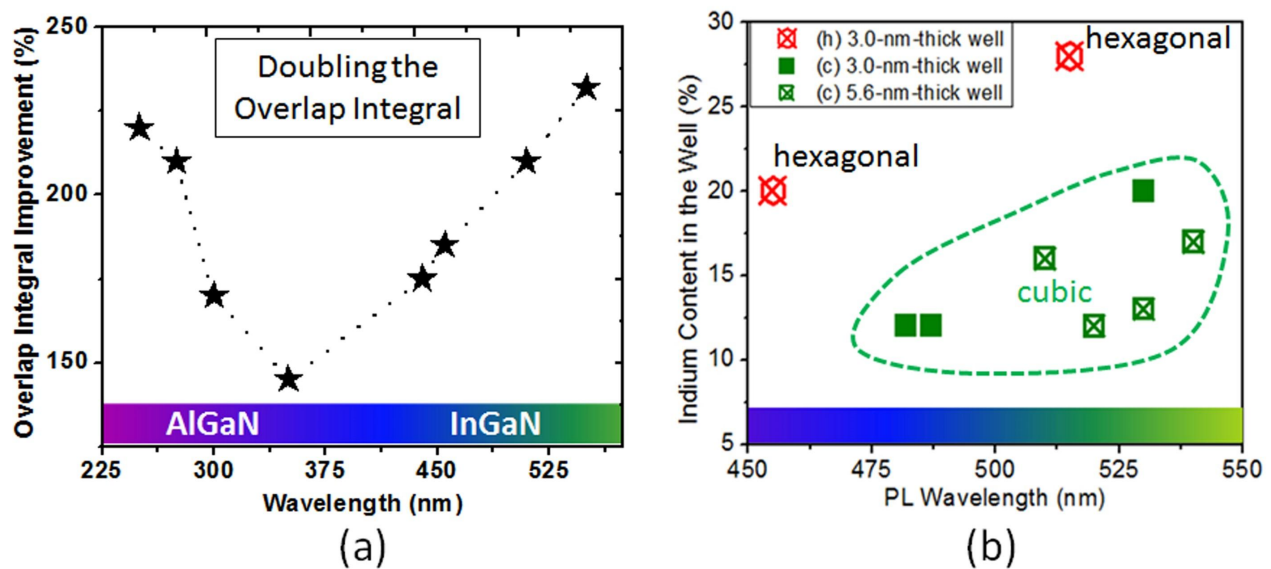 250
200
150
Overlap Integral Improvement (%)
Doubling the
Overlap Integral
AlGaN
InGaN
225
300
375
450
525
Wavelength (nm)
(a)
30
25
20
15
10
5
Indium Content in the Well (%)
(h) 3.0-nm-thick well
(c) 3.0-nm-thick well
(c) 5.6-nm-thick well
hexagonal
hexagonal
cubic
450
475
500
525
550
PL Wavelength (nm)
(b)